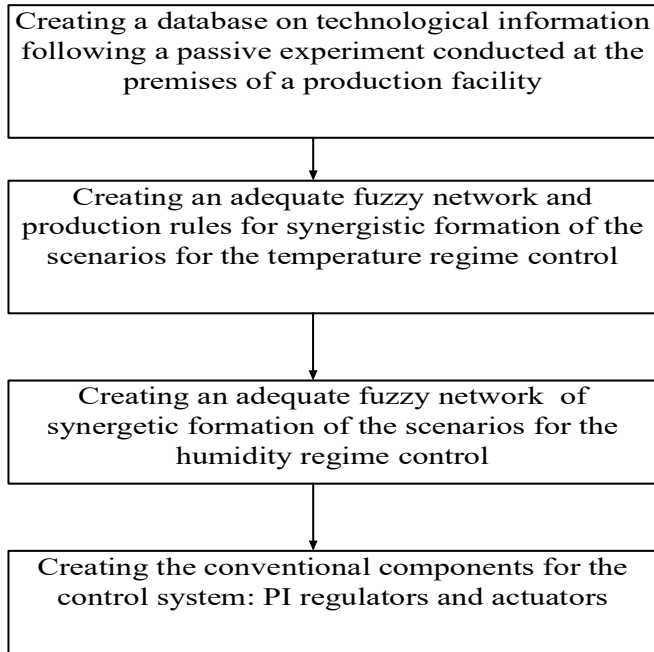 Creating a database on technological information
following a passive experiment conducted at the
premises of a production facility
Creating an adequate fuzzy network and
production rules for synergistic formation of the
scenarios for the temperature regime control
Creating an adequate fuzzy network of
synergetic formation of the scenarios for the
humidity regime control
Creating the conventional components for the
control system: PI regulators and actuators